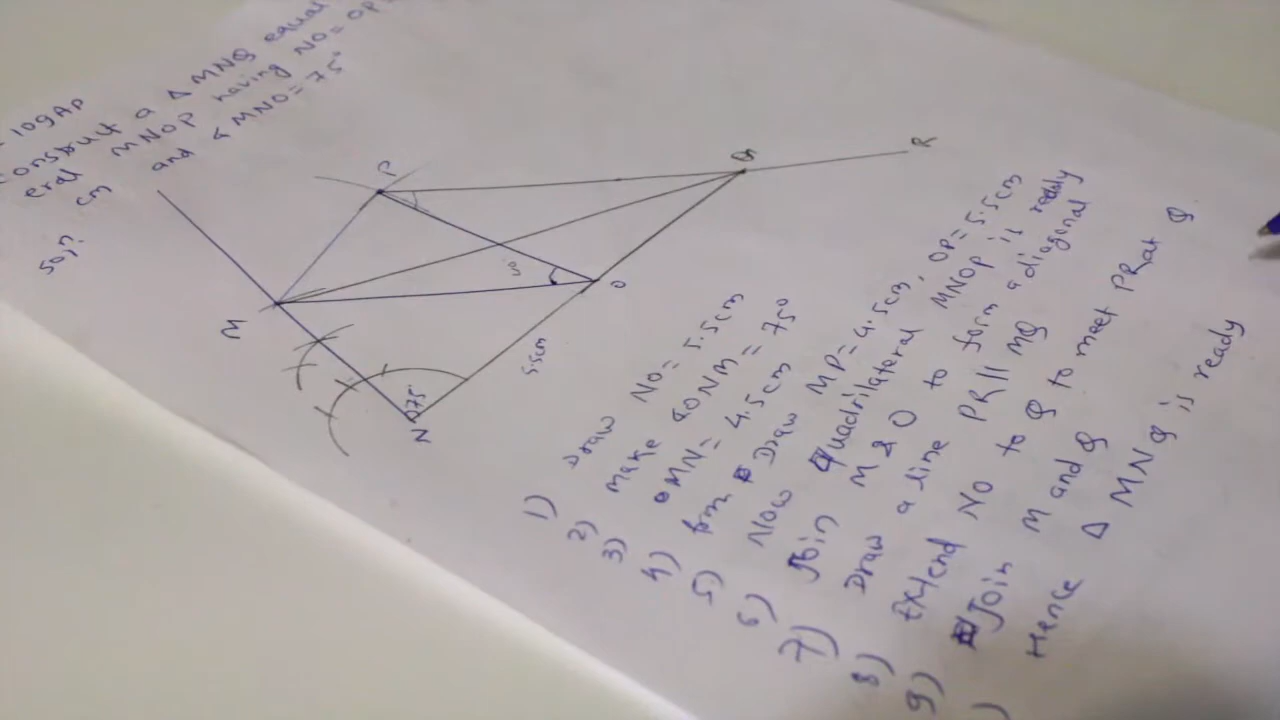 109Ap
construct a Δ MNQ equal
eral MNOP having NO = OP
cm and ∡ MNO = 75°
Sol?
P
Q
R
M
O
5.5cm
75°
N
1) Draw NO = 5.5cm
2) make ∡ONM = 75°
3) MN = 4.5cm
4) from Draw MP = 4.5cm, OP = 5.5cm
5) Now quadrilateral MNOP is ready
6) Join M & O to form a diagonal
7) Draw a line PR || MQ
8) Extend NO to Q to meet PR at Q
9) Join M and Q
) Hence Δ MNQ is ready